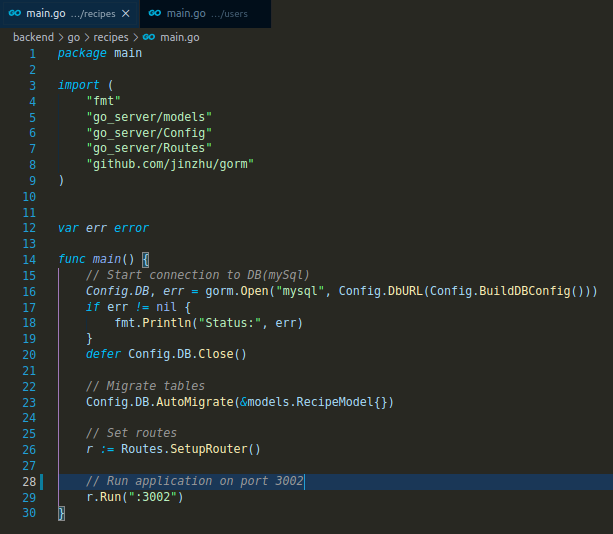 GO main.go .../recipes × GO main.go .../users
backend > go > recipes > GO main.go
1 package main
2
3 import (
4 "fmt"
5 "go_server/models"
6 "go_server/Config"
7 "go_server/Routes"
8 "github.com/jinzhu/gorm"
9 )
10
11
12 var err error
13
14 func main() {
15 // Start connection to DB(mySql)
16 Config.DB, err = gorm.Open("mysql", Config.DbURL(Config.BuildDBConfig()))
17 if err != nil {
18 fmt.Println("Status:", err)
19 }
20 defer Config.DB.Close()
21
22 // Migrate tables
23 Config.DB.AutoMigrate(&models.RecipeModel{})
24
25 // Set routes
26 r := Routes.SetupRouter()
27
28 // Run application on port 3002
29 r.Run(":3002")
30 }